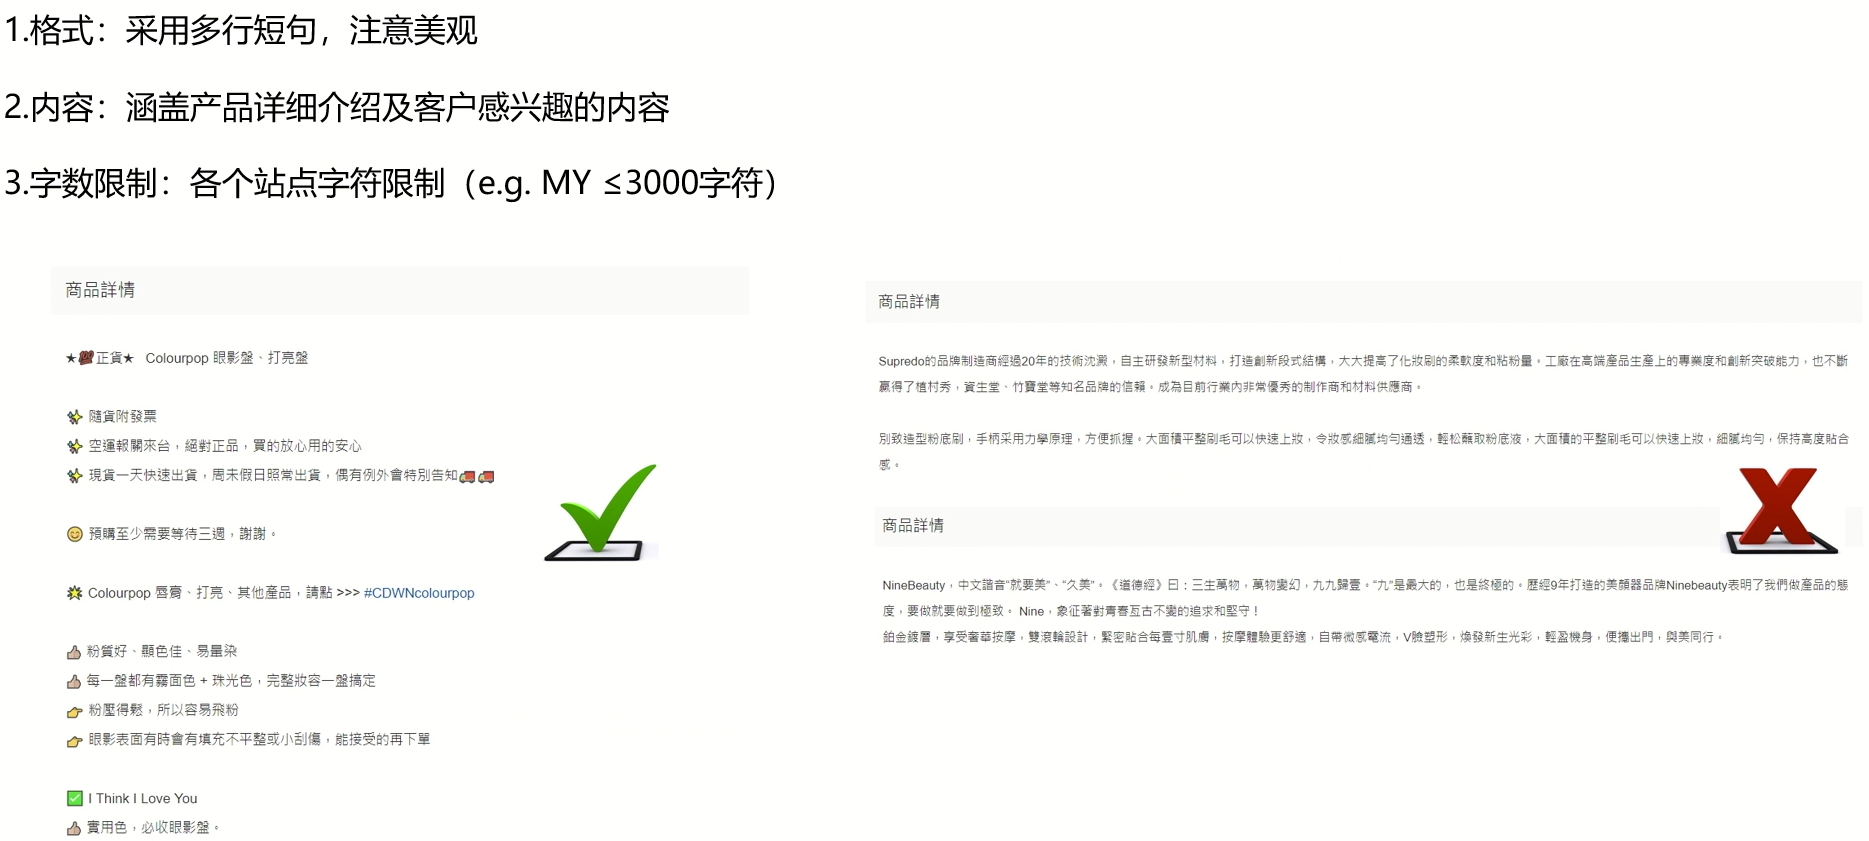 1.格式：采用多行短句，注意美观
2.内容：涵盖产品详细介绍及客户感兴趣的内容
3.字数限制：各个站点字符限制（e.g. MY ≤3000字符）
商品詳情
★💯正貨★ Colourpop 眼影盤、打亮盤
✨ 隨貨附發票
✨ 空運報關來台，絕對正品，買的放心用的安心
✨ 現貨一天快速出貨，周未假日照常出貨，偶有例外會特別告知🚚🚚
😊 預購至少需要等待三週，謝謝。
🌟 Colourpop 唇膏、打亮、其他產品，請點 >>> #CDWNcolourpop
👍 粉質好、顯色佳、易暈染
👍 每一盤都有霧面色 + 珠光色，完整妝容一盤搞定
👉 粉壓得鬆，所以容易飛粉
👉 眼影表面有時會有填充不平整或小刮傷，能接受的再下單
✅ I Think I Love You
👍 實用色，必收眼影盤。
商品詳情
Supredo的品牌制造商經過20年的技術沈澱，自主研發新型材料，打造創新段式結構，大大提高了化妝刷的柔軟度和粘粉量。工廠在高端產品生產上的專業度和創新突破能力，也不斷
贏得了植村秀，資生堂、竹寶堂等知名品牌的信賴。成為目前行業內非常優秀的制作商和材料供應商。
別致造型粉底刷，手柄采用力學原理，方便抓握。大面積平整刷毛可以快速上妝，令妝感細膩均勻通透，輕松蘸取粉底液，大面積的平整刷毛可以快速上妝，細膩均勻，保持高度貼合
感。
商品詳情
NineBeauty，中文諧音“就要美”、“久美”。《道德經》曰：三生萬物，萬物變幻，九九歸壹。“九”是最大的，也是終極的。歷經9年打造的美顏器品牌Ninebeauty表明了我們做產品的態
度，要做就要做到極致。 Nine，象征著對青春亙古不變的追求和堅守！
鉑金鍍層，享受奢華按摩，雙滾輪設計，緊密貼合每壹寸肌膚，按摩體驗更舒適，自帶微感電流，V臉塑形，煥發新生光彩，輕盈機身，便攜出門，與美同行。